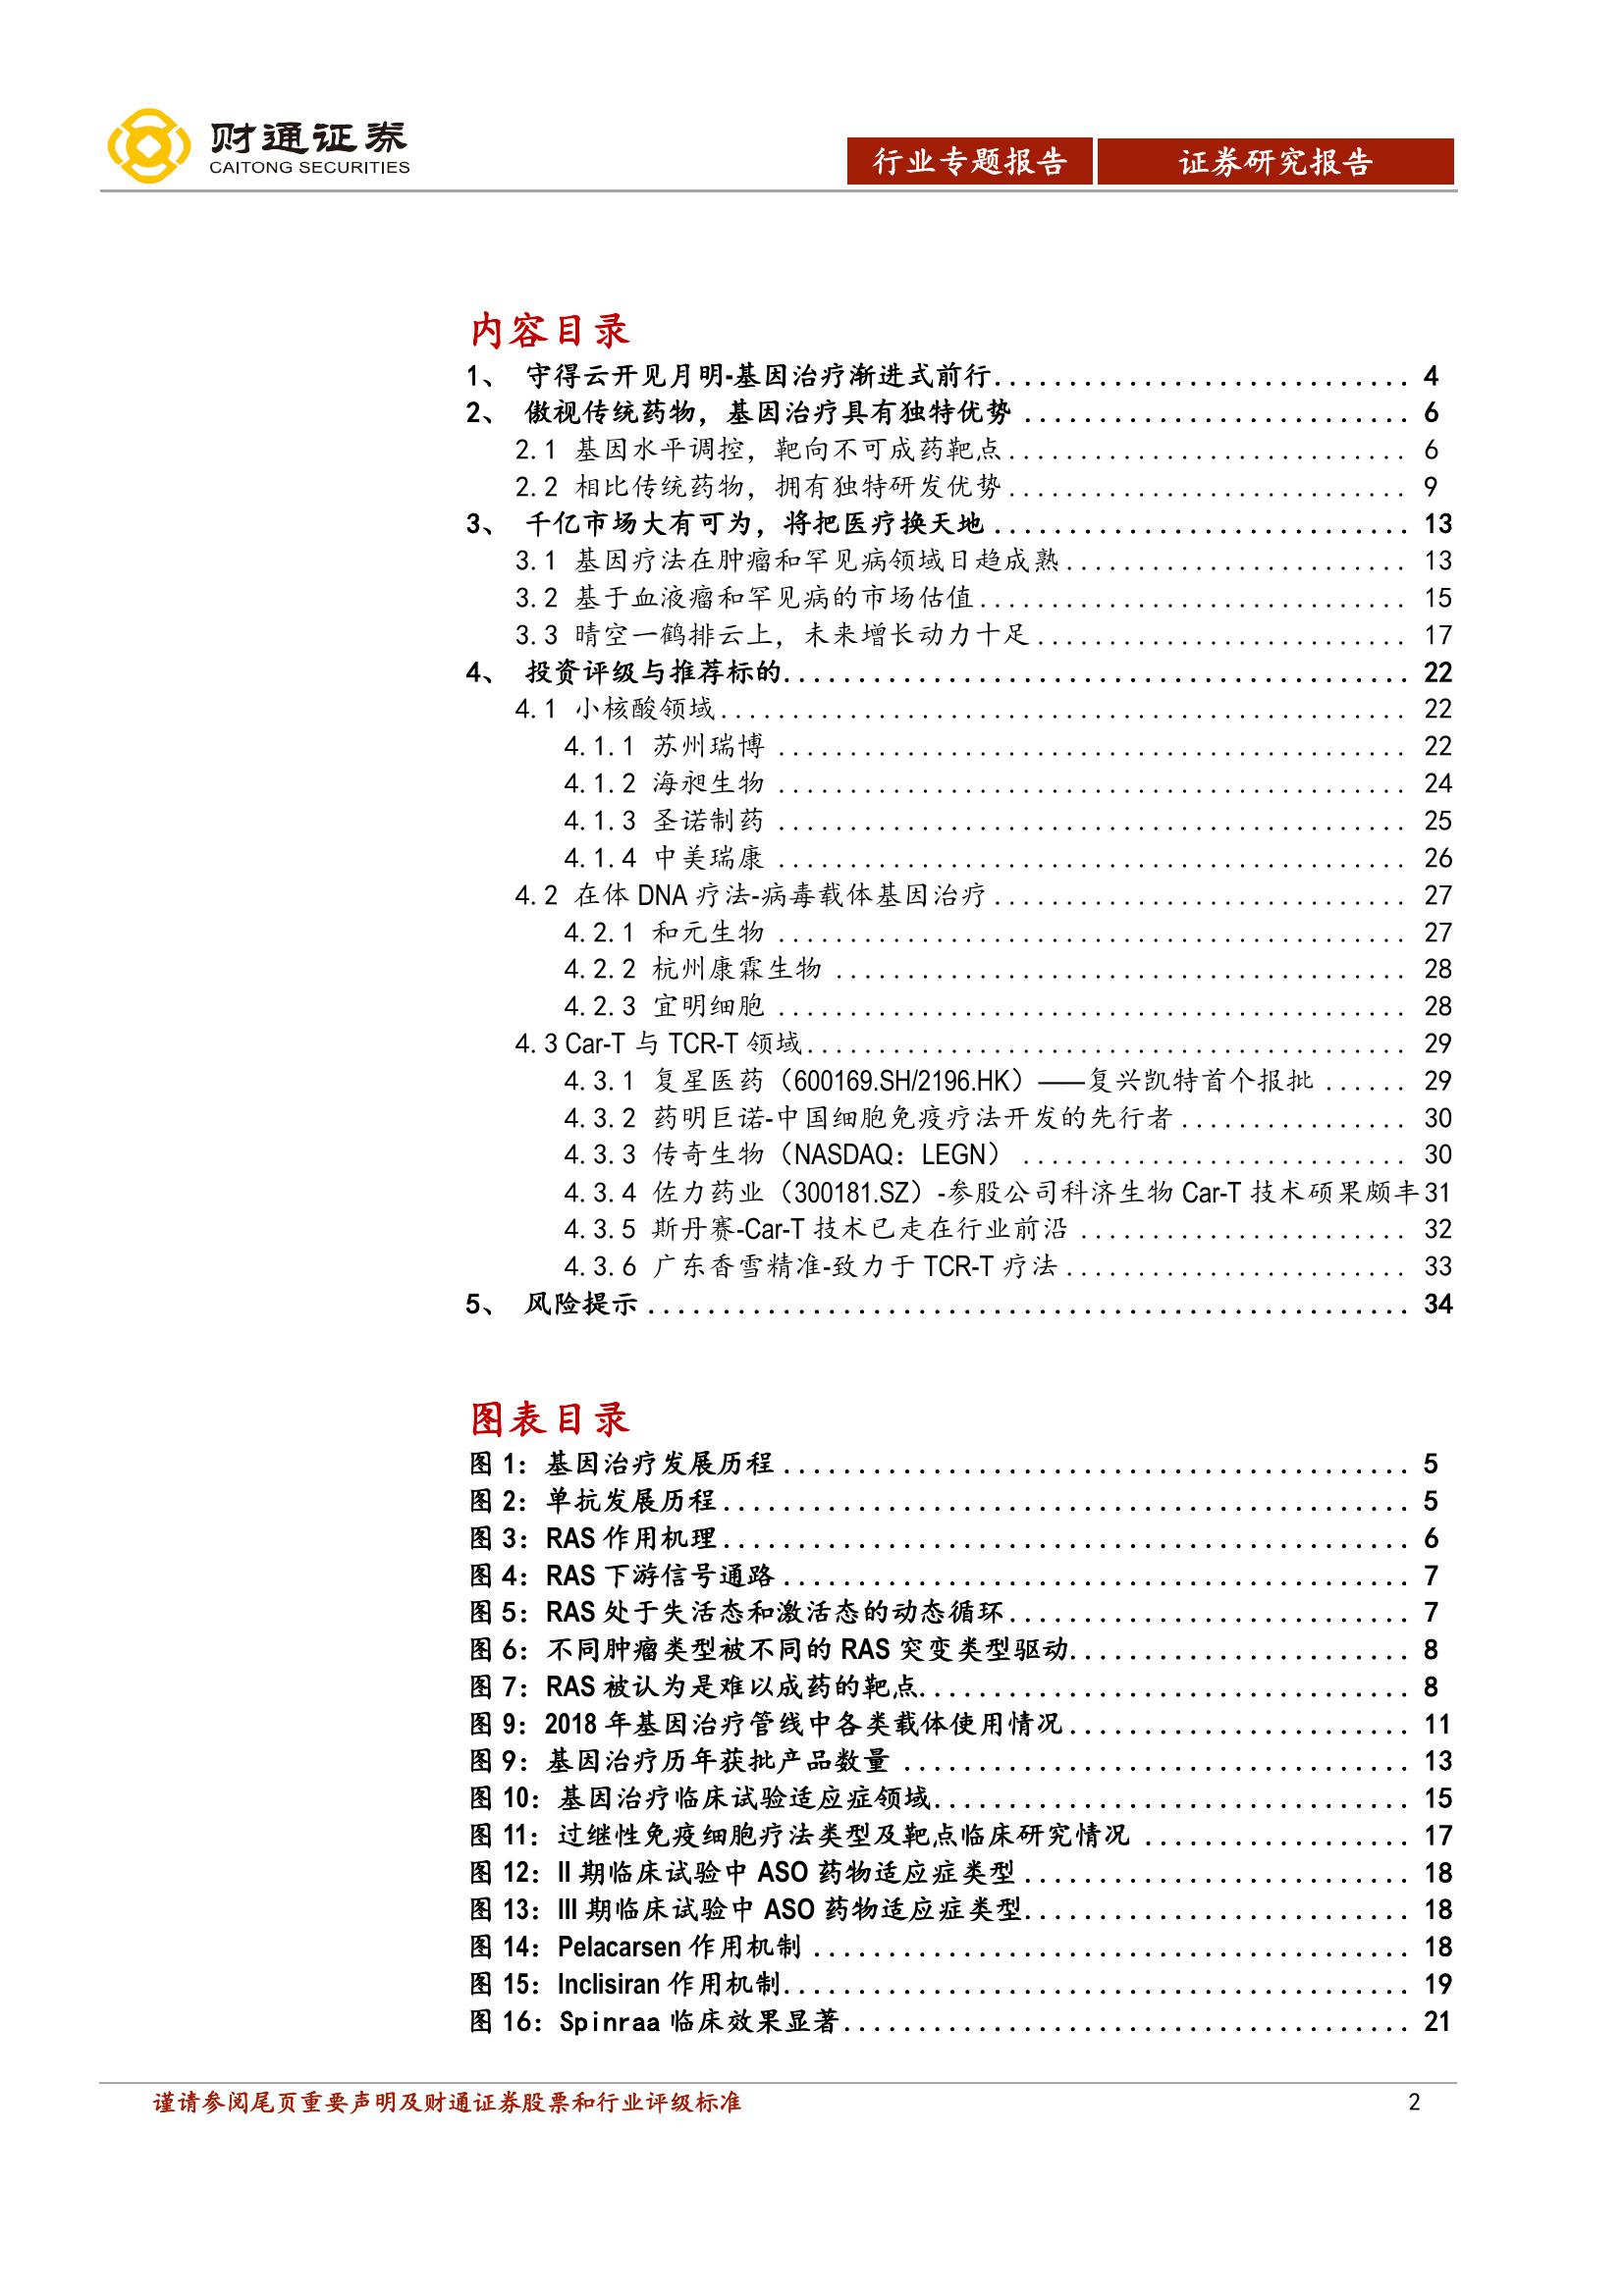 财通证券
CAITONG SECURITIES
行业专题报告 证券研究报告
内容目录
1、 守得云开见月明-基因治疗渐进式前行............................ 4
2、 傲视传统药物，基因治疗具有独特优势 .......................... 6
2.1 基因水平调控，靶向不可成药靶点............................ 6
2.2 相比传统药物，拥有独特研发优势 ............................ 9
3、 千亿市场大有可为，将把医疗换天地 ............................ 13
3.1 基因疗法在肿瘤和罕见病领域日趋成熟........................ 13
3.2 基于血液瘤和罕见病的市场估值.............................. 15
3.3 晴空一鹤排云上，未来增长动力十足.......................... 17
4、 投资评级与推荐标的.......................................... 22
4.1 小核酸领域................................................ 22
4.1.1 苏州瑞博 ............................................ 22
4.1.2 海昶生物 ............................................ 24
4.1.3 圣诺制药 ............................................ 25
4.1.4 中美瑞康 ............................................ 26
4.2 在体 DNA 疗法-病毒载体基因治疗 ............................. 27
4.2.1 和元生物 ............................................ 27
4.2.2 杭州康霖生物 ........................................ 28
4.2.3 宜明细胞 ............................................ 28
4.3 Car-T 与 TCR-T 领域.......................................... 29
4.3.1 复星医药（600169.SH/2196.HK）——复兴凯特首个报批 ...... 29
4.3.2 药明巨诺-中国细胞免疫疗法开发的先行者 ................ 30
4.3.3 传奇生物（NASDAQ：LEGN） ........................... 30
4.3.4 佐力药业（300181.SZ）-参股公司科济生物 Car-T 技术硕果颇丰 31
4.3.5 斯丹赛-Car-T 技术已走在行业前沿 ....................... 32
4.3.6 广东香雪精准-致力于 TCR-T 疗法 ........................ 33
5、 风险提示 ................................................... 34
图表目录
图 1：基因治疗发展历程 .......................................... 5
图 2：单抗发展历程.............................................. 5
图 3：RAS 作用机理.............................................. 6
图 4：RAS 下游信号通路 .......................................... 7
图 5：RAS 处于失活态和激活态的动态循环........................... 7
图 6：不同肿瘤类型被不同的 RAS 突变类型驱动....................... 8
图 7：RAS 被认为是难以成药的靶点................................. 8
图 9：2018 年基因治疗管线中各类载体使用情况....................... 11
图 9：基因治疗历年获批产品数量 .................................. 13
图 10：基因治疗临床试验适应症领域................................ 15
图 11：过继性免疫细胞疗法类型及靶点临床研究情况 .................. 17
图 12：II 期临床试验中 ASO 药物适应症类型 .......................... 18
图 13：III 期临床试验中 ASO 药物适应症类型.......................... 18
图 14：Pelacarsen 作用机制 ........................................ 18
图 15：Inclisiran 作用机制.......................................... 19
图 16：Spinraa 临床效果显著...................................... 21
谨请参阅尾页重要声明及财通证券股票和行业评级标准 2